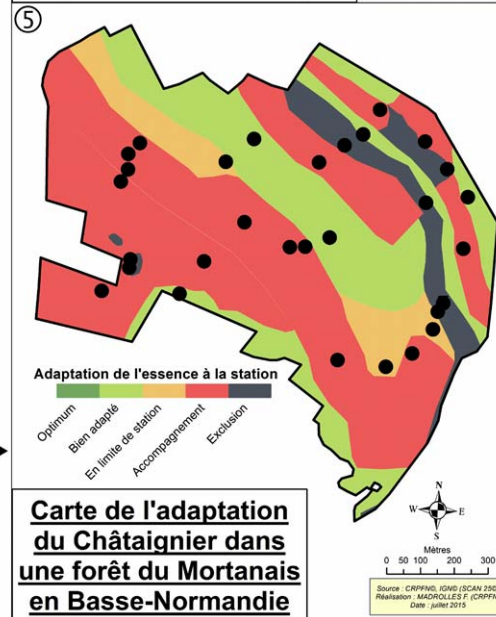 5
Adaptation de l'essence à la station
Optimum
Bien adapté
En limite de station
Accompagnement
Exclusion
Carte de l'adaptation
du Châtaignier dans
une forêt du Mortanais
en Basse-Normandie
N
W E
S
Mètres
0 50 100 200 300
Source : CRPFN©, IGN© (SCAN
Réalisation : MADROLLES F. (CRPFN
Date : juillet 2015